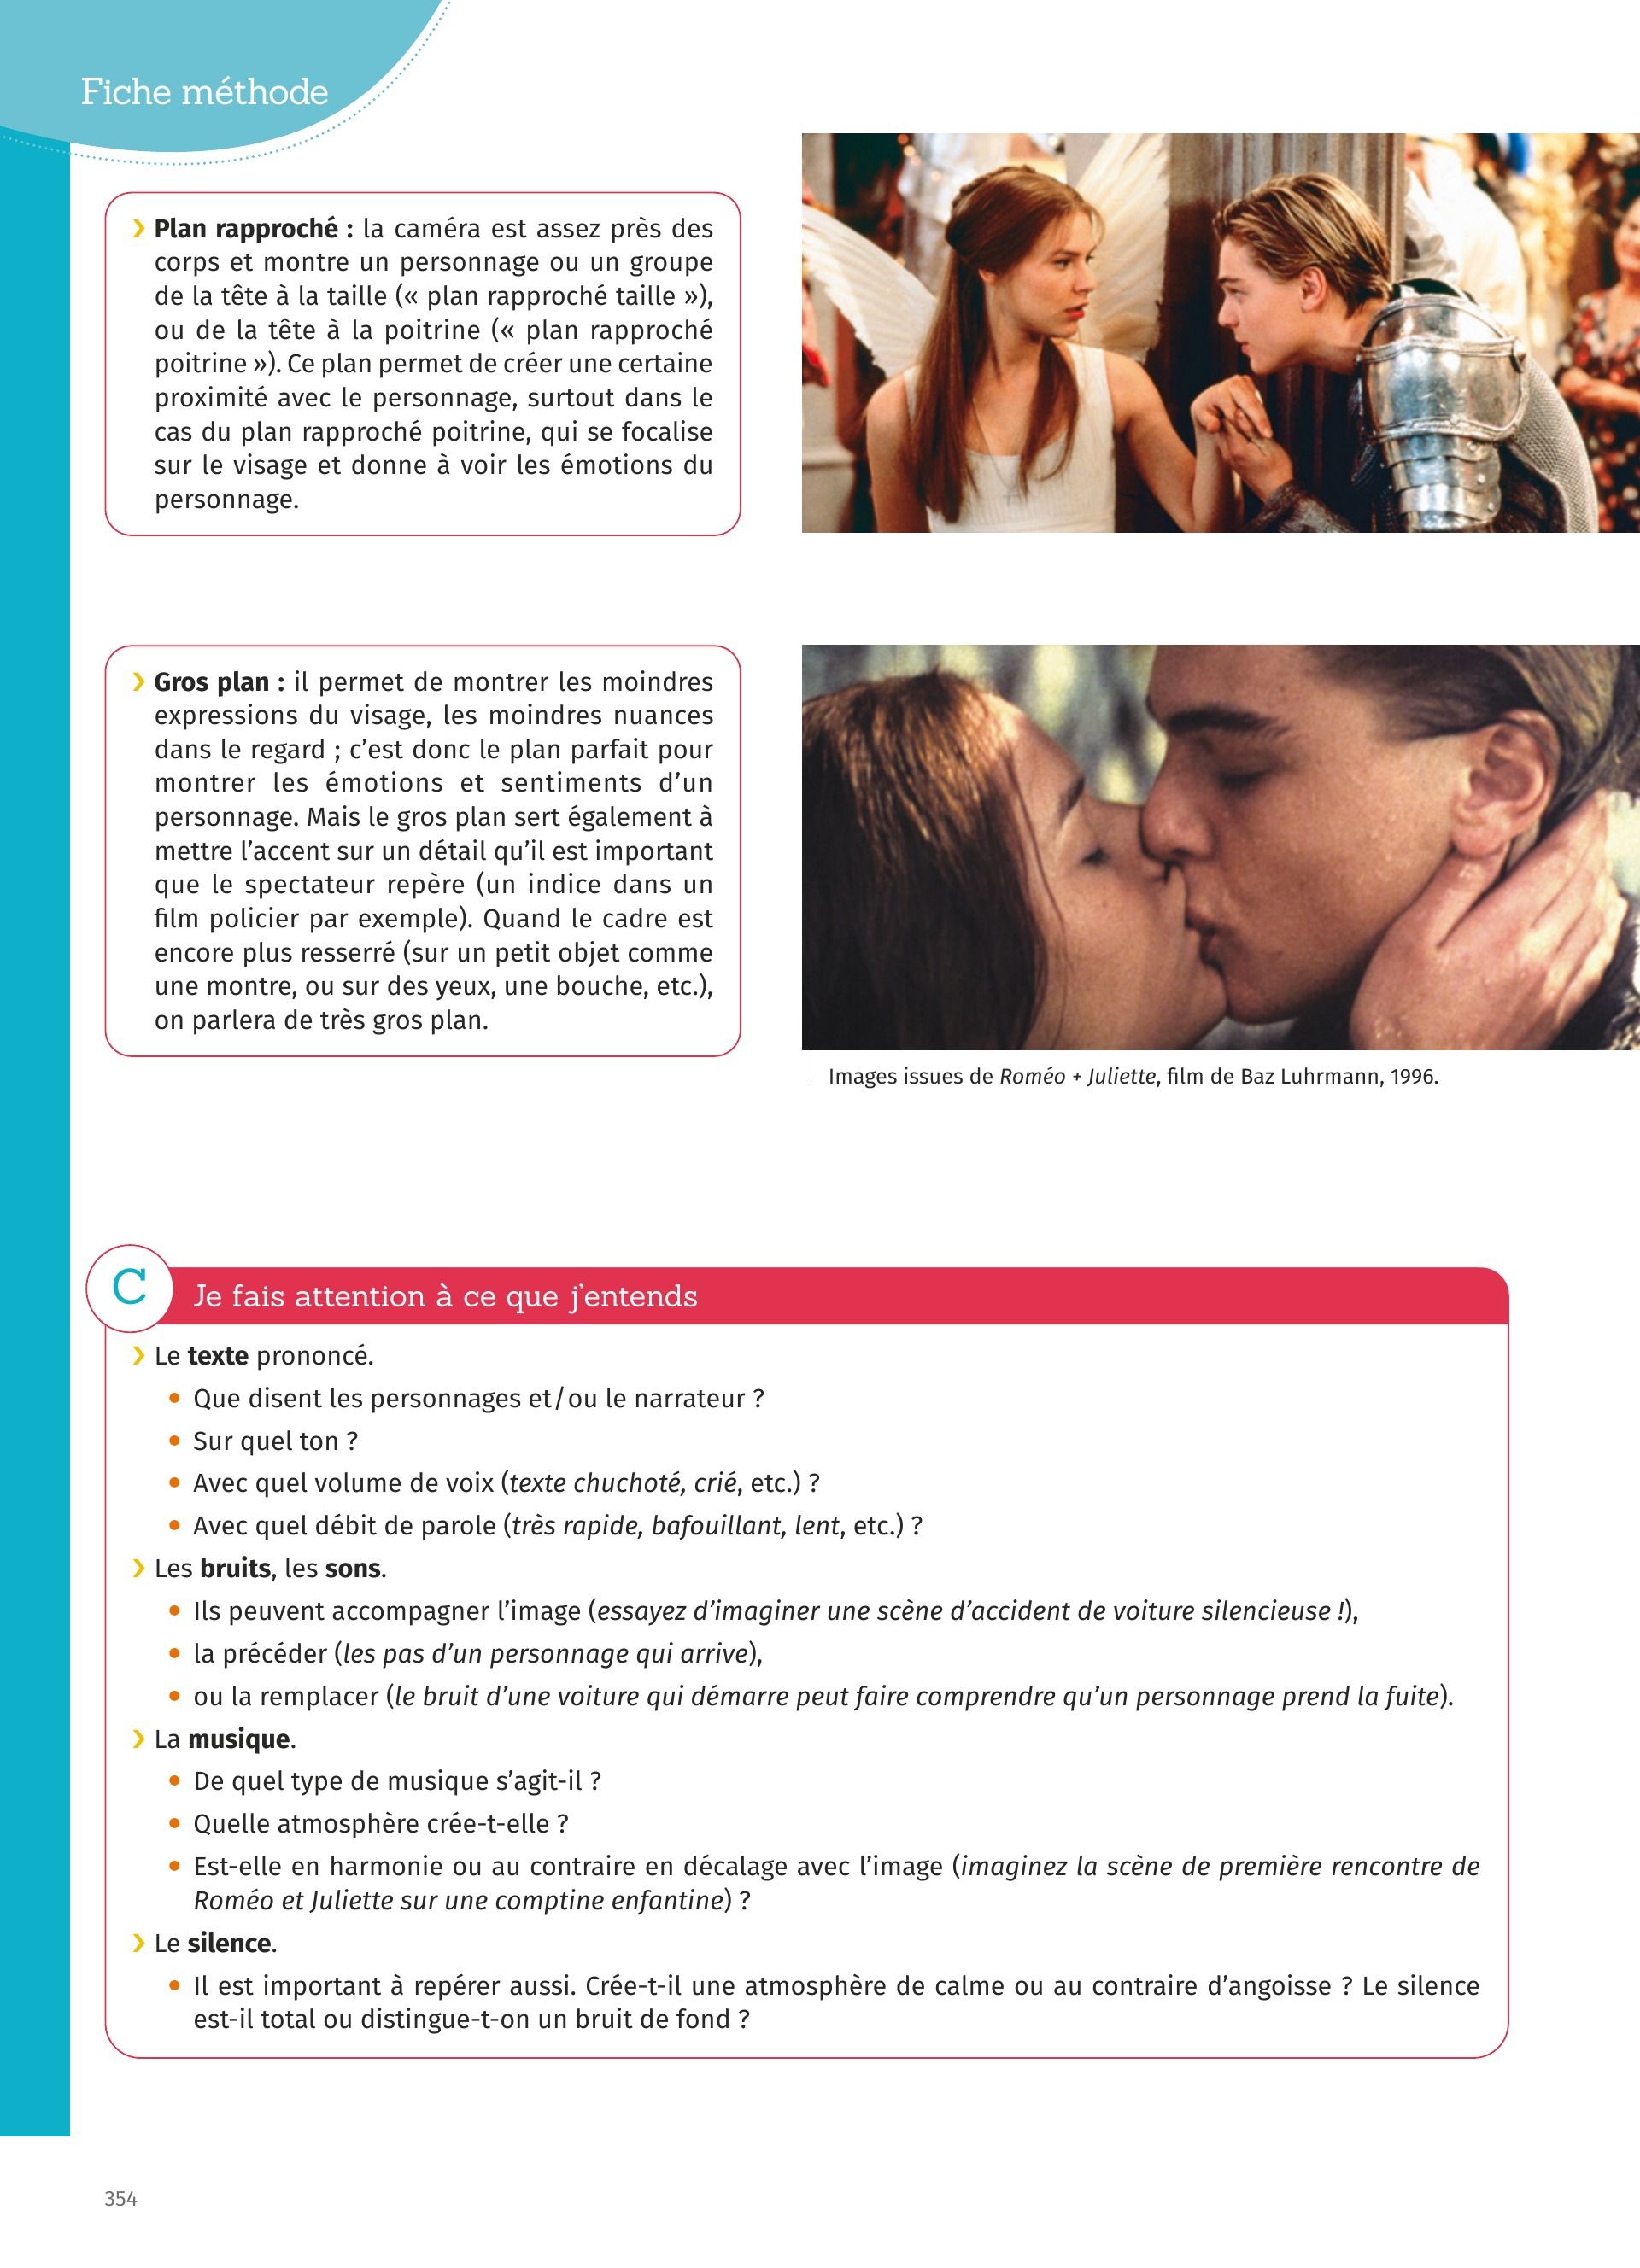 Fiche méthode
› Plan rapproché : la caméra est assez près des
corps et montre un personnage ou un groupe
de la tête à la taille (« plan rapproché taille »),
ou de la tête à la poitrine (« plan rapproché
poitrine »). Ce plan permet de créer une certaine
proximité avec le personnage, surtout dans le
cas du plan rapproché poitrine, qui se focalise
sur le visage et donne à voir les émotions du
personnage.
› Gros plan : il permet de montrer les moindres
expressions du visage, les moindres nuances
dans le regard ; c’est donc le plan parfait pour
montrer les émotions et sentiments d’un
personnage. Mais le gros plan sert également à
mettre l’accent sur un détail qu’il est important
que le spectateur repère (un indice dans un
film policier par exemple). Quand le cadre est
encore plus resserré (sur un petit objet comme
une montre, ou sur des yeux, une bouche, etc.),
on parlera de très gros plan.
Images issues de Roméo + Juliette, film de Baz Luhrmann, 1996.
C Je fais attention à ce que j’entends
› Le texte prononcé.
• Que disent les personnages et/ou le narrateur ?
• Sur quel ton ?
• Avec quel volume de voix (texte chuchoté, crié, etc.) ?
• Avec quel débit de parole (très rapide, bafouillant, lent, etc.) ?
› Les bruits, les sons.
• Ils peuvent accompagner l’image (essayez d’imaginer une scène d’accident de voiture silencieuse !),
• la précéder (les pas d’un personnage qui arrive),
• ou la remplacer (le bruit d’une voiture qui démarre peut faire comprendre qu’un personnage prend la fuite).
› La musique.
• De quel type de musique s’agit-il ?
• Quelle atmosphère crée-t-elle ?
• Est-elle en harmonie ou au contraire en décalage avec l’image (imaginez la scène de première rencontre de
Roméo et Juliette sur une comptine enfantine) ?
› Le silence.
• Il est important à repérer aussi. Crée-t-il une atmosphère de calme ou au contraire d’angoisse ? Le silence
est-il total ou distingue-t-on un bruit de fond ?
354